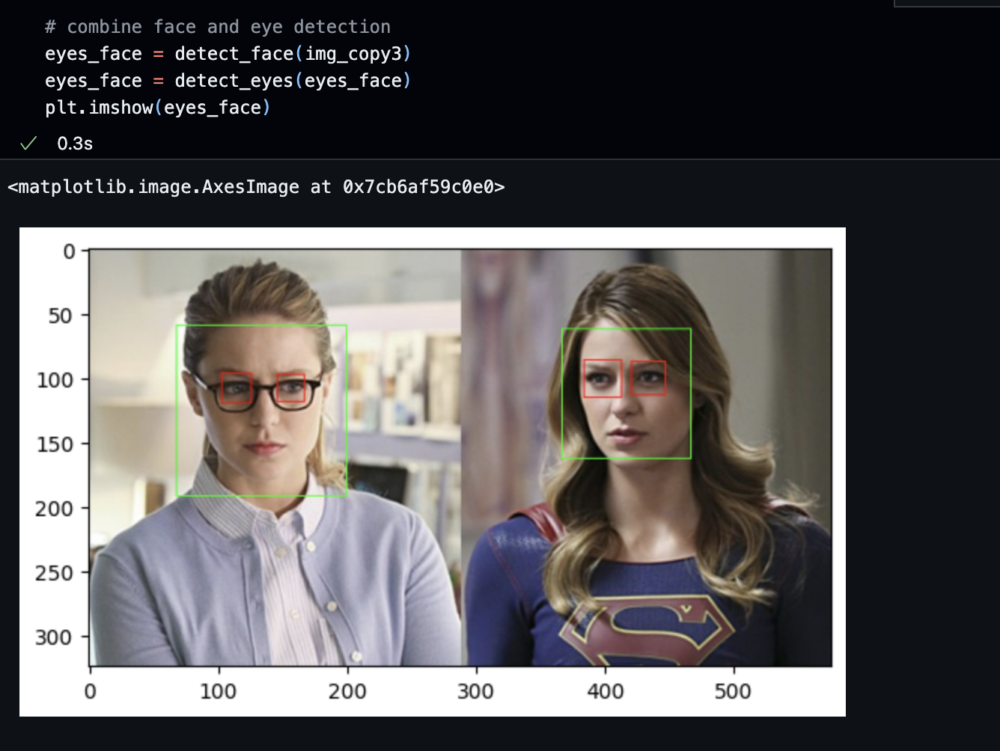 # combine face and eye detection
eyes_face = detect_face(img_copy3)
eyes_face = detect_eyes(eyes_face)
plt.imshow(eyes_face)
0.3s
<matplotlib.image.AxesImage at 0x7cb6af59c0e0>
0
50
100
150
200
250
300
0 100 200 300 400 500
S